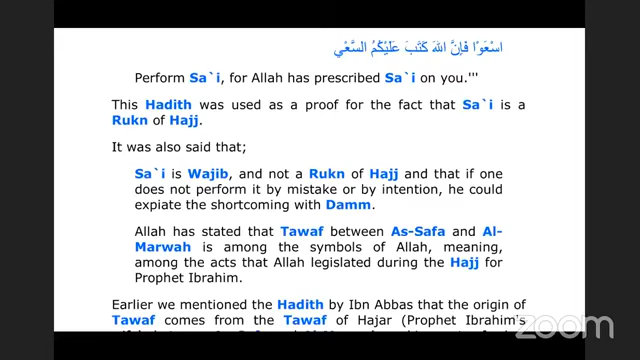 اسْعَوْا فَإِنَّ اللهَ كَتَبَ عَلَيْكُمُ السَّعْي
Perform Sa`i, for Allah has prescribed Sa`i on you.'"
This Hadith was used as a proof for the fact that Sa`i is a
Rukn of Hajj.
It was also said that;
Sa`i is Wajib, and not a Rukn of Hajj and that if one
does not perform it by mistake or by intention, he could
expiate the shortcoming with Damm.
Allah has stated that Tawaf between As-Safa and Al-
Marwah is among the symbols of Allah, meaning,
among the acts that Allah legislated during the Hajj for
Prophet Ibrahim.
Earlier we mentioned the Hadith by Ibn Abbas that the origin of
Tawaf comes from the Tawaf of Hajar (Prophet Ibrahim's
zoom